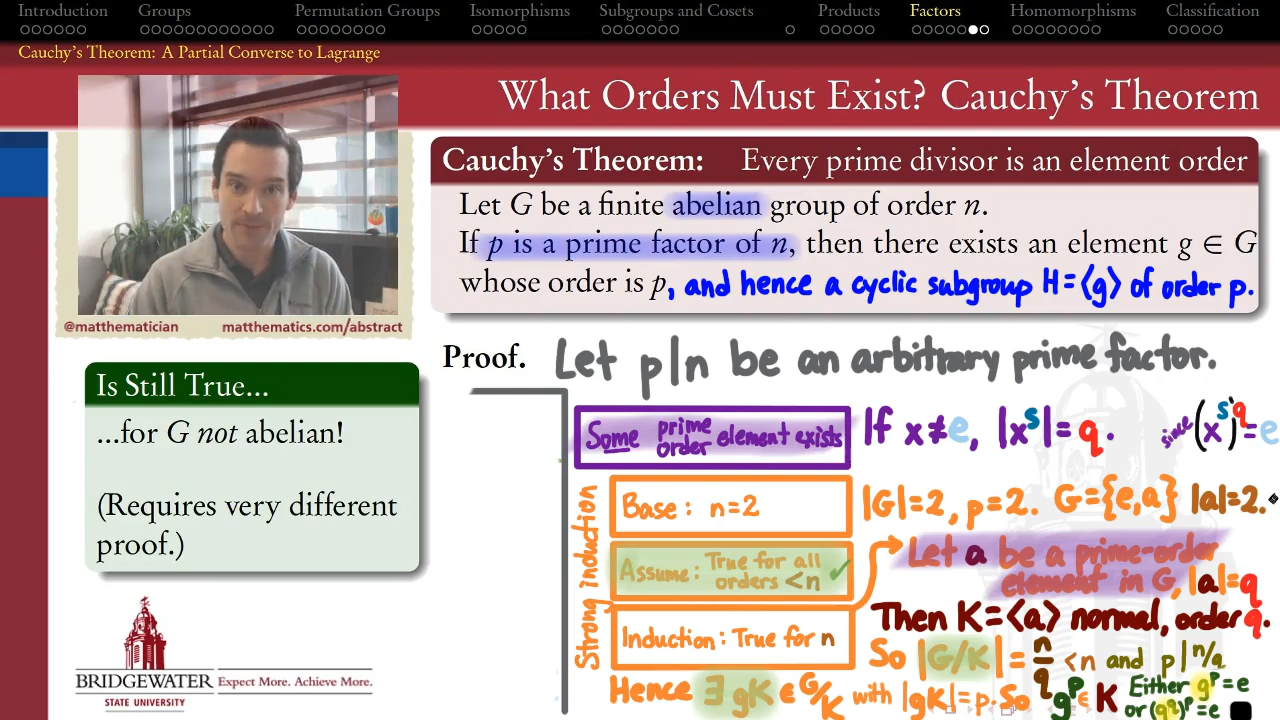 Introduction Groups Permutation Groups Isomorphisms Subgroups and Cosets Products Factors Homomorphisms Classification
Cauchy's Theorem: A Partial Converse to Lagrange
What Orders Must Exist? Cauchy's Theorem
@matthematician matthematics.com/abstract
Cauchy's Theorem: Every prime divisor is an element order
Let G be a finite abelian group of order n.
If p is a prime factor of n, then there exists an element g ∈ G
whose order is p, and hence a cyclic subgroup H=⟨g⟩ of order p.
Is Still True...
...for G not abelian!
(Requires very different
proof.)
BRIDGEWATER
STATE UNIVERSITY
Expect More. Achieve More.
Proof. Let p|n be an arbitrary prime factor.
Some prime order element exists
If x≠e, |x^s|=q. since (x^s)^q=e
Strong induction
Base: n=2
|G|=2, p=2. G={e,a} |a|=2.
Assume: True for all
orders <n ✓
Let a be a prime-order
element in G, |a|=q
Induction: True for n
Then K=⟨a⟩ normal, order q.
So |G/K|=n/q <n and p|n/q
Hence ∃ gK ∈ G/K with |gK|=p. So g^p ∈ K
Either g^p=e
or (g^q)^p=e